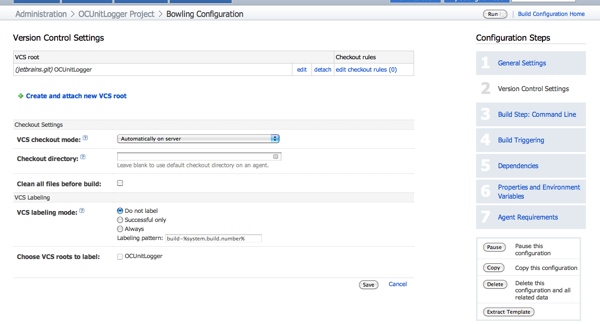 Administration > OCUnitLogger Project > Bowling Configuration
Run
Build Configuration Home
Version Control Settings
VCS root
Checkout rules
(jetbrains.git) OCUnitLogger
edit
detach
edit checkout rules (0)
Create and attach new VCS root
Checkout Settings
VCS checkout mode: ?
Automatically on server
Checkout directory: ?
Leave blank to use default checkout directory on an agent.
Clean all files before build:
VCS Labeling
VCS labeling mode: ?
Do not label
Successful only
Always
Labeling pattern: build-%system.build.number%
Choose VCS roots to label:
OCUnitLogger
Save
Cancel
Configuration Steps
1 General Settings
2 Version Control Settings
3 Build Step: Command Line
4 Build Triggering
5 Dependencies
6 Properties and Environment
Variables
7 Agent Requirements
Pause
Pause this
configuration
Copy
Copy this configuration
Delete
Delete this
configuration and all
related data
Extract Template